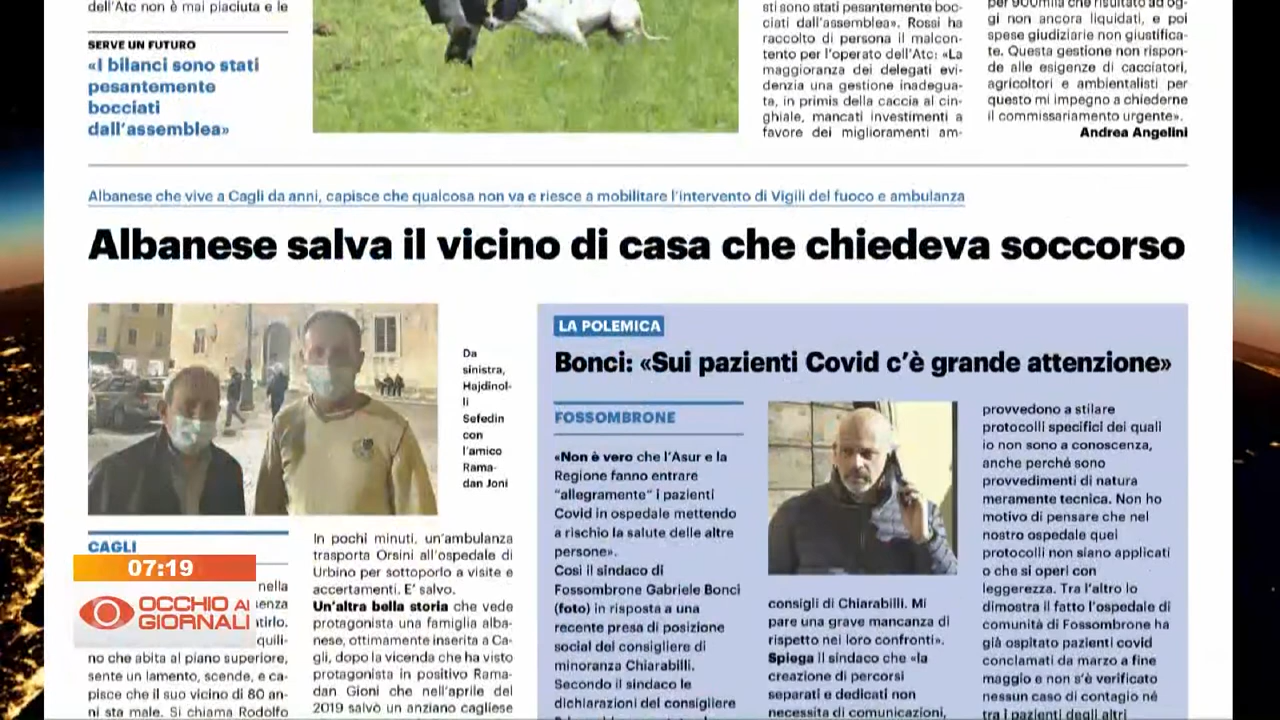 dell'Atc non è mai piaciuta e le
SERVE UN FUTURO
«I bilanci sono stati
pesantemente
bocciati
dall'assemblea»
sti sono stati pesantemente boc-
ciati dall'assemblea». Rossi ha
raccolto di persona il malcon-
tento per l'operato dell'Atc: «La
maggioranza dei delegati evi-
denzia una gestione inadegua-
ta, in primis della caccia al cin-
ghiale, mancati investimenti a
favore dei miglioramenti am-
per 900mila che risultato ad og-
gi non ancora liquidati, e poi
spese giudiziarie non giustifica-
te. Questa gestione non rispon-
de alle esigenze di cacciatori,
agricoltori e ambientalisti per
questo mi impegno a chiederne
il commissariamento urgente».
Andrea Angelini
Albanese che vive a Cagli da anni, capisce che qualcosa non va e riesce a mobilitare l'intervento di Vigili del fuoco e ambulanza
Albanese salva il vicino di casa che chiedeva soccorso
Da
sinistra,
Hajdinol-
li
Sefedin
con
l'amico
Rama-
dan Joni
CAGLI
nella
enza
tirlo.
quili-
no che abita al piano superiore,
sente un lamento, scende, e ca-
pisce che il suo vicino di 80 an-
ni sta male. Si chiama Rodolfo
In pochi minuti, un'ambulanza
trasporta Orsini all'ospedale di
Urbino per sottoporlo a visite e
accertamenti. E' salvo.
Un'altra bella storia che vede
protagonista una famiglia alba-
nese, ottimamente inserita a Ca-
gli, dopo la vicenda che ha visto
protagonista in positivo Rama-
dan Gioni che nell'aprile del
2019 salvò un anziano cagliese
LA POLEMICA
Bonci: «Sui pazienti Covid c'è grande attenzione»
FOSSOMBRONE
«Non è vero che l'Asur e la
Regione fanno entrare
"allegramente" i pazienti
Covid in ospedale mettendo
a rischio la salute delle altre
persone».
Così il sindaco di
Fossombrone Gabriele Bonci
(foto) in risposta a una
recente presa di posizione
social del consigliere di
minoranza Chiarabilli.
Secondo il sindaco le
dichiarazioni del consigliere
consigli di Chiarabilli. Mi
pare una grave mancanza di
rispetto nei loro confronti».
Spiega il sindaco che «la
creazione di percorsi
separati e dedicati non
necessita di comunicazioni,
provvedono a stilare
protocolli specifici dei quali
io non sono a conoscenza,
anche perché sono
provvedimenti di natura
meramente tecnica. Non ho
motivo di pensare che nel
nostro ospedale quei
protocolli non siano applicati
o che si operi con
leggerezza. Tra l'altro lo
dimostra il fatto l'ospedale di
comunità di Fossombrone ha
già ospitato pazienti covid
conclamati da marzo a fine
maggio e non s'è verificato
nessun caso di contagio né
tra i pazienti degli altri
07:19
OCCHIO AI
GIORNALI